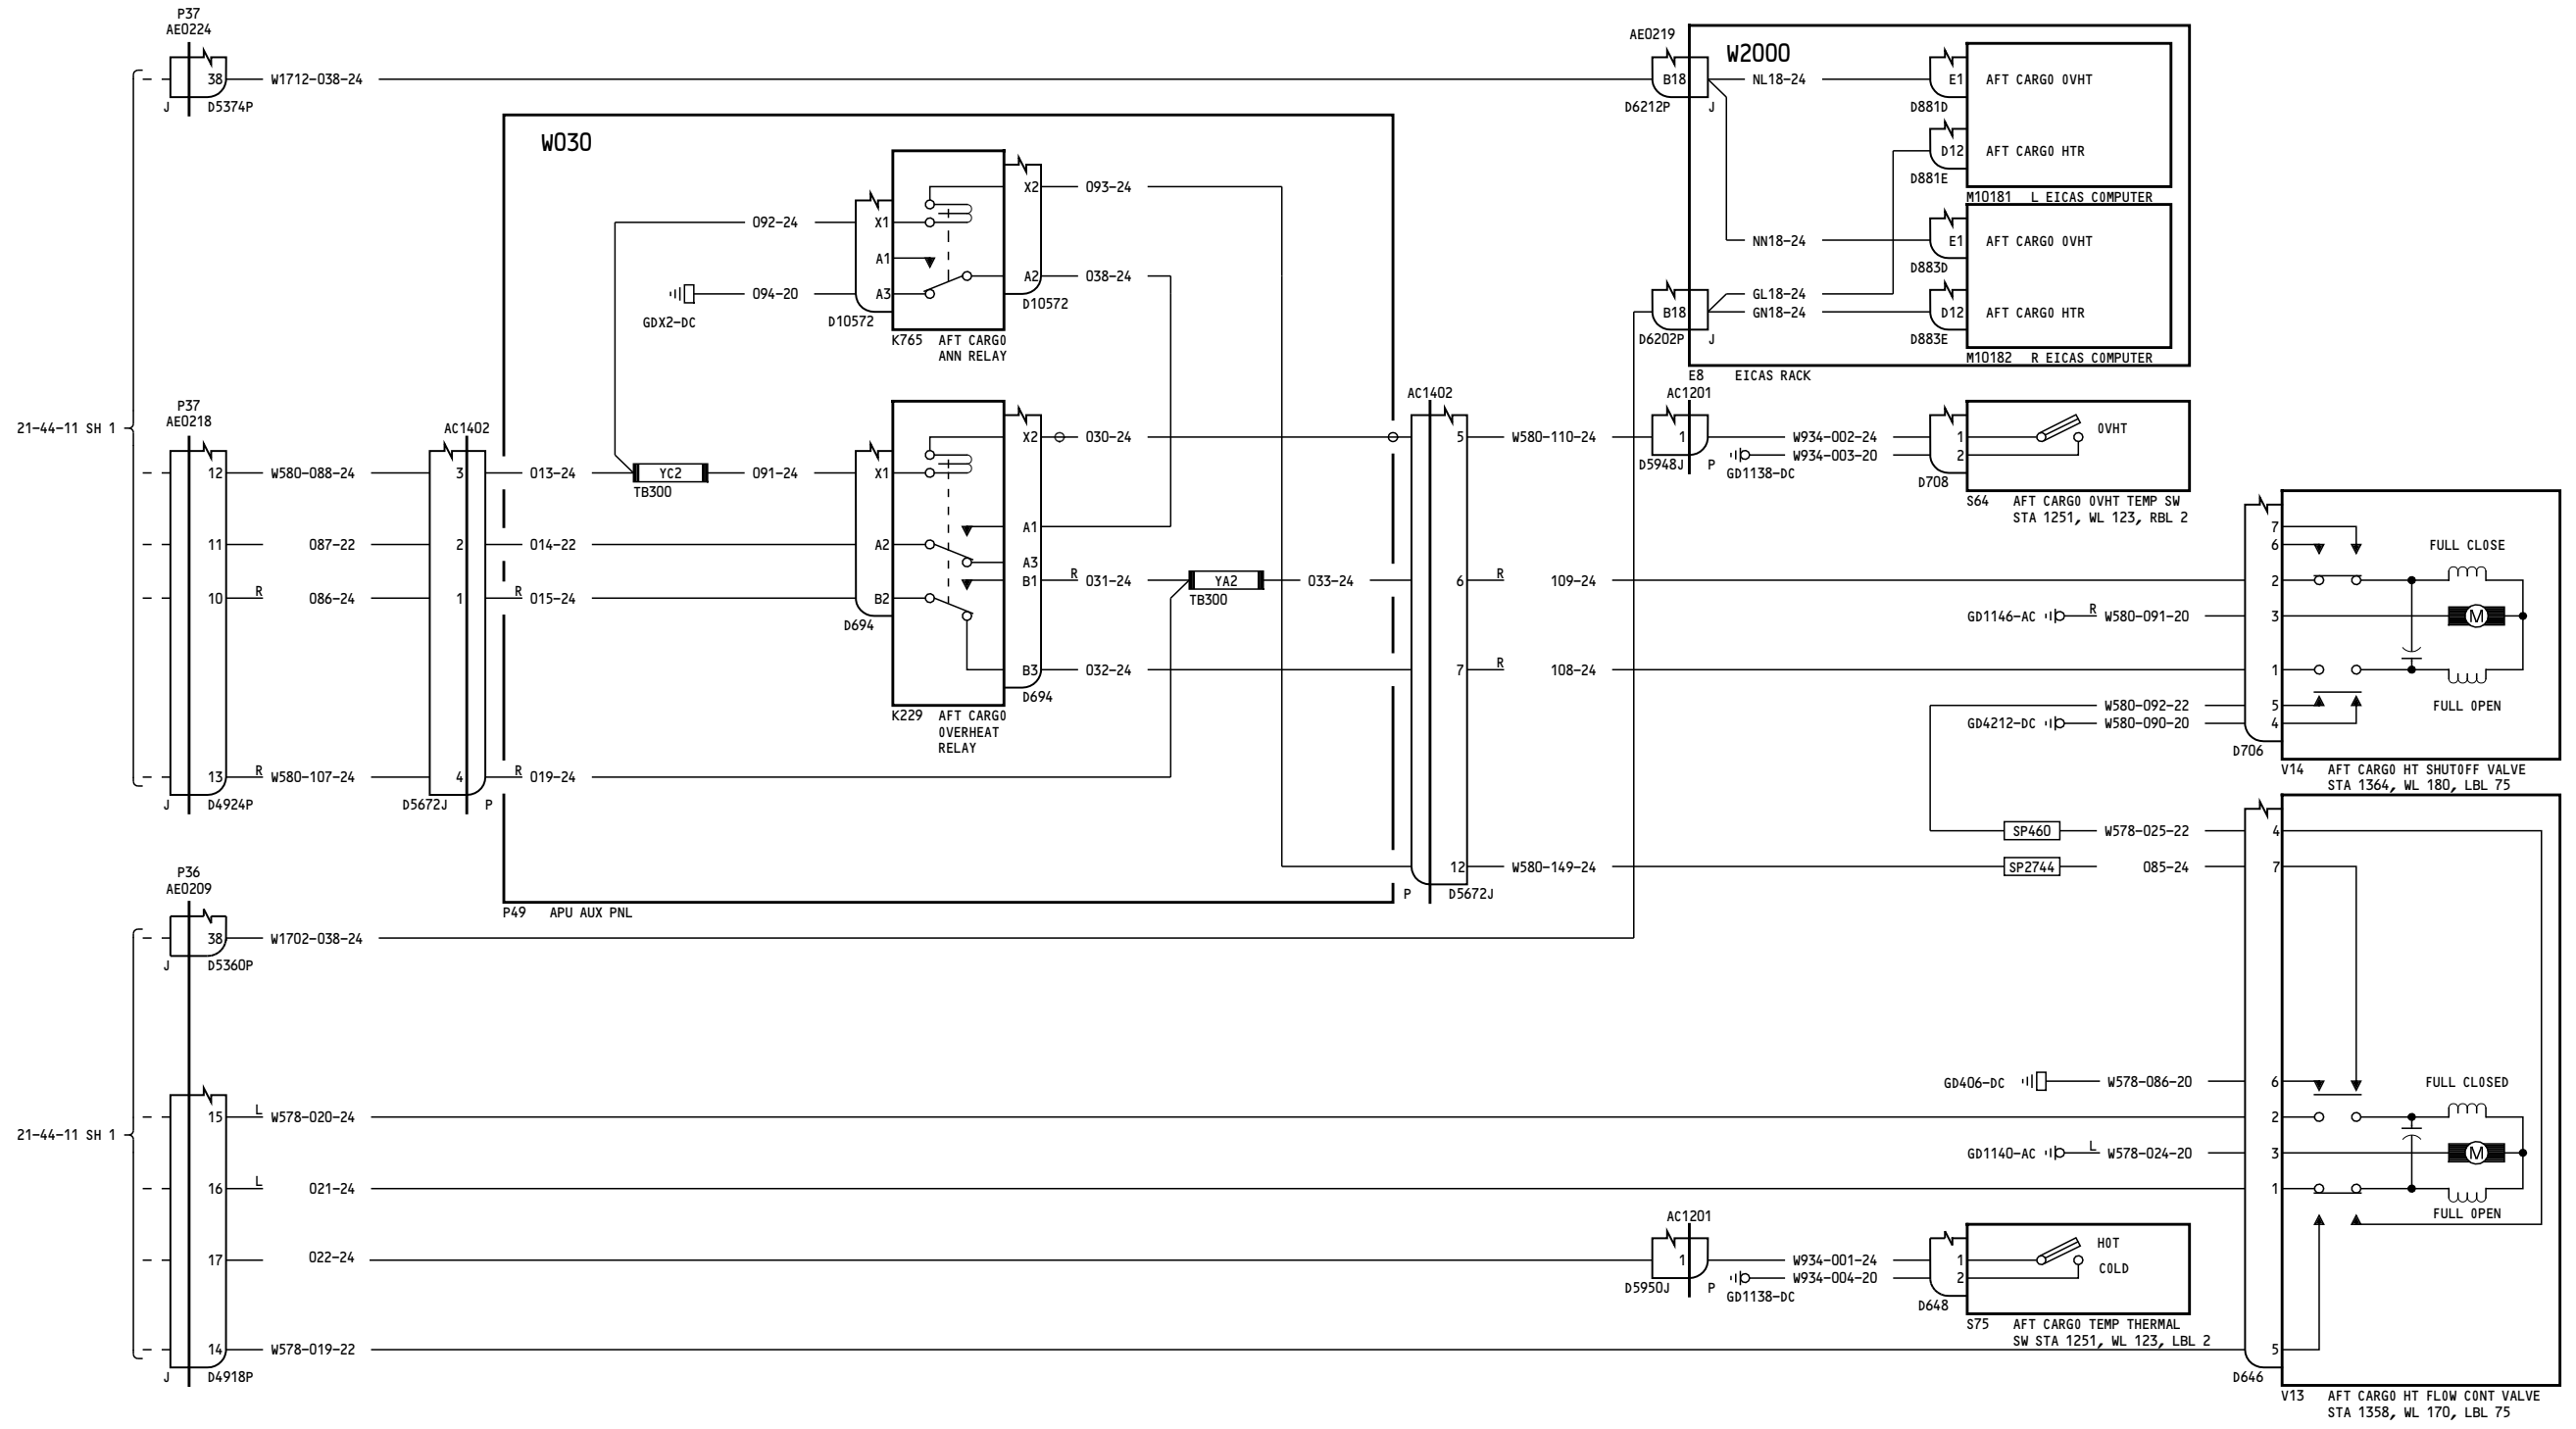 P37
AE0224
38
W1712-038-24
J
D5374P
AE0219
B18
D6212P
J
W2000
NL18-24
E1
AFT CARGO OVHT
D881D
D12
AFT CARGO HTR
D881E
M10181 L EICAS COMPUTER
NN18-24
E1
AFT CARGO OVHT
D883D
GL18-24
GN18-24
B18
D6202P
J
D12
AFT CARGO HTR
D883E
M10182 R EICAS COMPUTER
E8 EICAS RACK
W030
X2
093-24
092-24
X1
A1
A2
038-24
094-20
A3
GDX2-DC
D10572
D10572
K765 AFT CARGO
ANN RELAY
21-44-11 SH 1
P37
AE0218
12
W580-088-24
11
087-22
10
R
086-24
13
R
W580-107-24
J
D4924P
AC1402
3
013-24
2
014-22
1
R
015-24
4
R
019-24
D5672J
P
YC2
TB300
091-24
X1
A2
B2
D694
X2
030-24
A1
A3
B1
R
031-24
B3
032-24
D694
K229 AFT CARGO
OVERHEAT
RELAY
YA2
TB300
033-24
P49 APU AUX PNL
AC1402
5
W580-110-24
6
R
109-24
7
R
108-24
12
W580-149-24
P
D5672J
AC1201
1
D5948J
P
W934-002-24
W934-003-20
GD1138-DC
1
2
D708
OVHT
S64 AFT CARGO OVHT TEMP SW
STA 1251, WL 123, RBL 2
7
6
2
3
1
5
4
FULL CLOSE
M
FULL OPEN
GD1146-AC
R
W580-091-20
W580-092-22
GD4212-DC
W580-090-20
D706
V14 AFT CARGO HT SHUTOFF VALVE
STA 1364, WL 180, LBL 75
SP460
W578-025-22
4
SP2744
085-24
7
P36
AE0209
38
W1702-038-24
J
D5360P
21-44-11 SH 1
15
L
W578-020-24
16
L
021-24
17
022-24
14
W578-019-22
J
D4918P
GD406-DC
W578-086-20
6
2
GD1140-AC
L
W578-024-20
3
1
5
FULL CLOSED
M
FULL OPEN
AC1201
1
D5950J
P
W934-001-24
W934-004-20
GD1138-DC
1
2
D648
HOT
COLD
S75 AFT CARGO TEMP THERMAL
SW STA 1251, WL 123, LBL 2
D646
V13 AFT CARGO HT FLOW CONT VALVE
STA 1358, WL 170, LBL 75